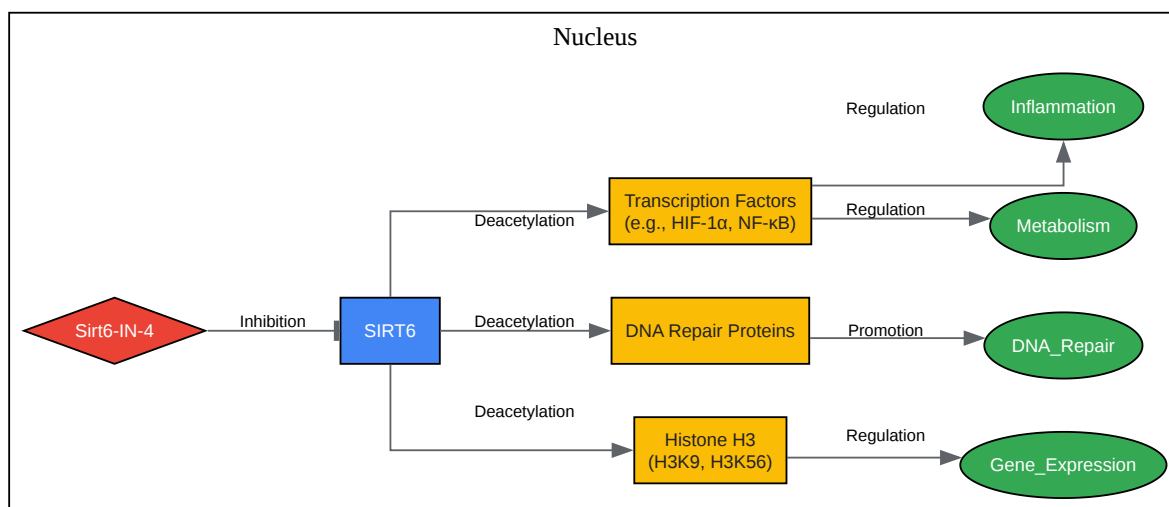 Nucleus
Regulation
Inflammation
Transcription Factors
(e.g., HIF-1α, NF-κB)
Deacetylation
Regulation
Metabolism
Sirt6-IN-4
Inhibition
SIRT6
Deacetylation
DNA Repair Proteins
Promotion
DNA_Repair
Deacetylation
Histone H3
(H3K9, H3K56)
Regulation
Gene_Expression